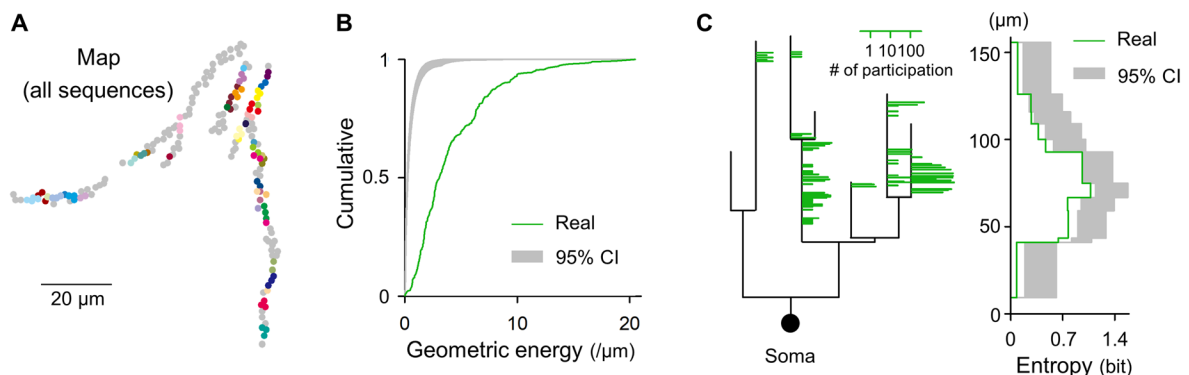 A
Map
(all sequences)
20 µm
B
1
0.5
0
Cumulative
Real
95% CI
0
10
20
Geometric energy (/µm)
C
1 10 100
# of participation
Soma
(µm)
150
100
50
0
Real
95% CI
0
0.7
1.4
Entropy (bit)